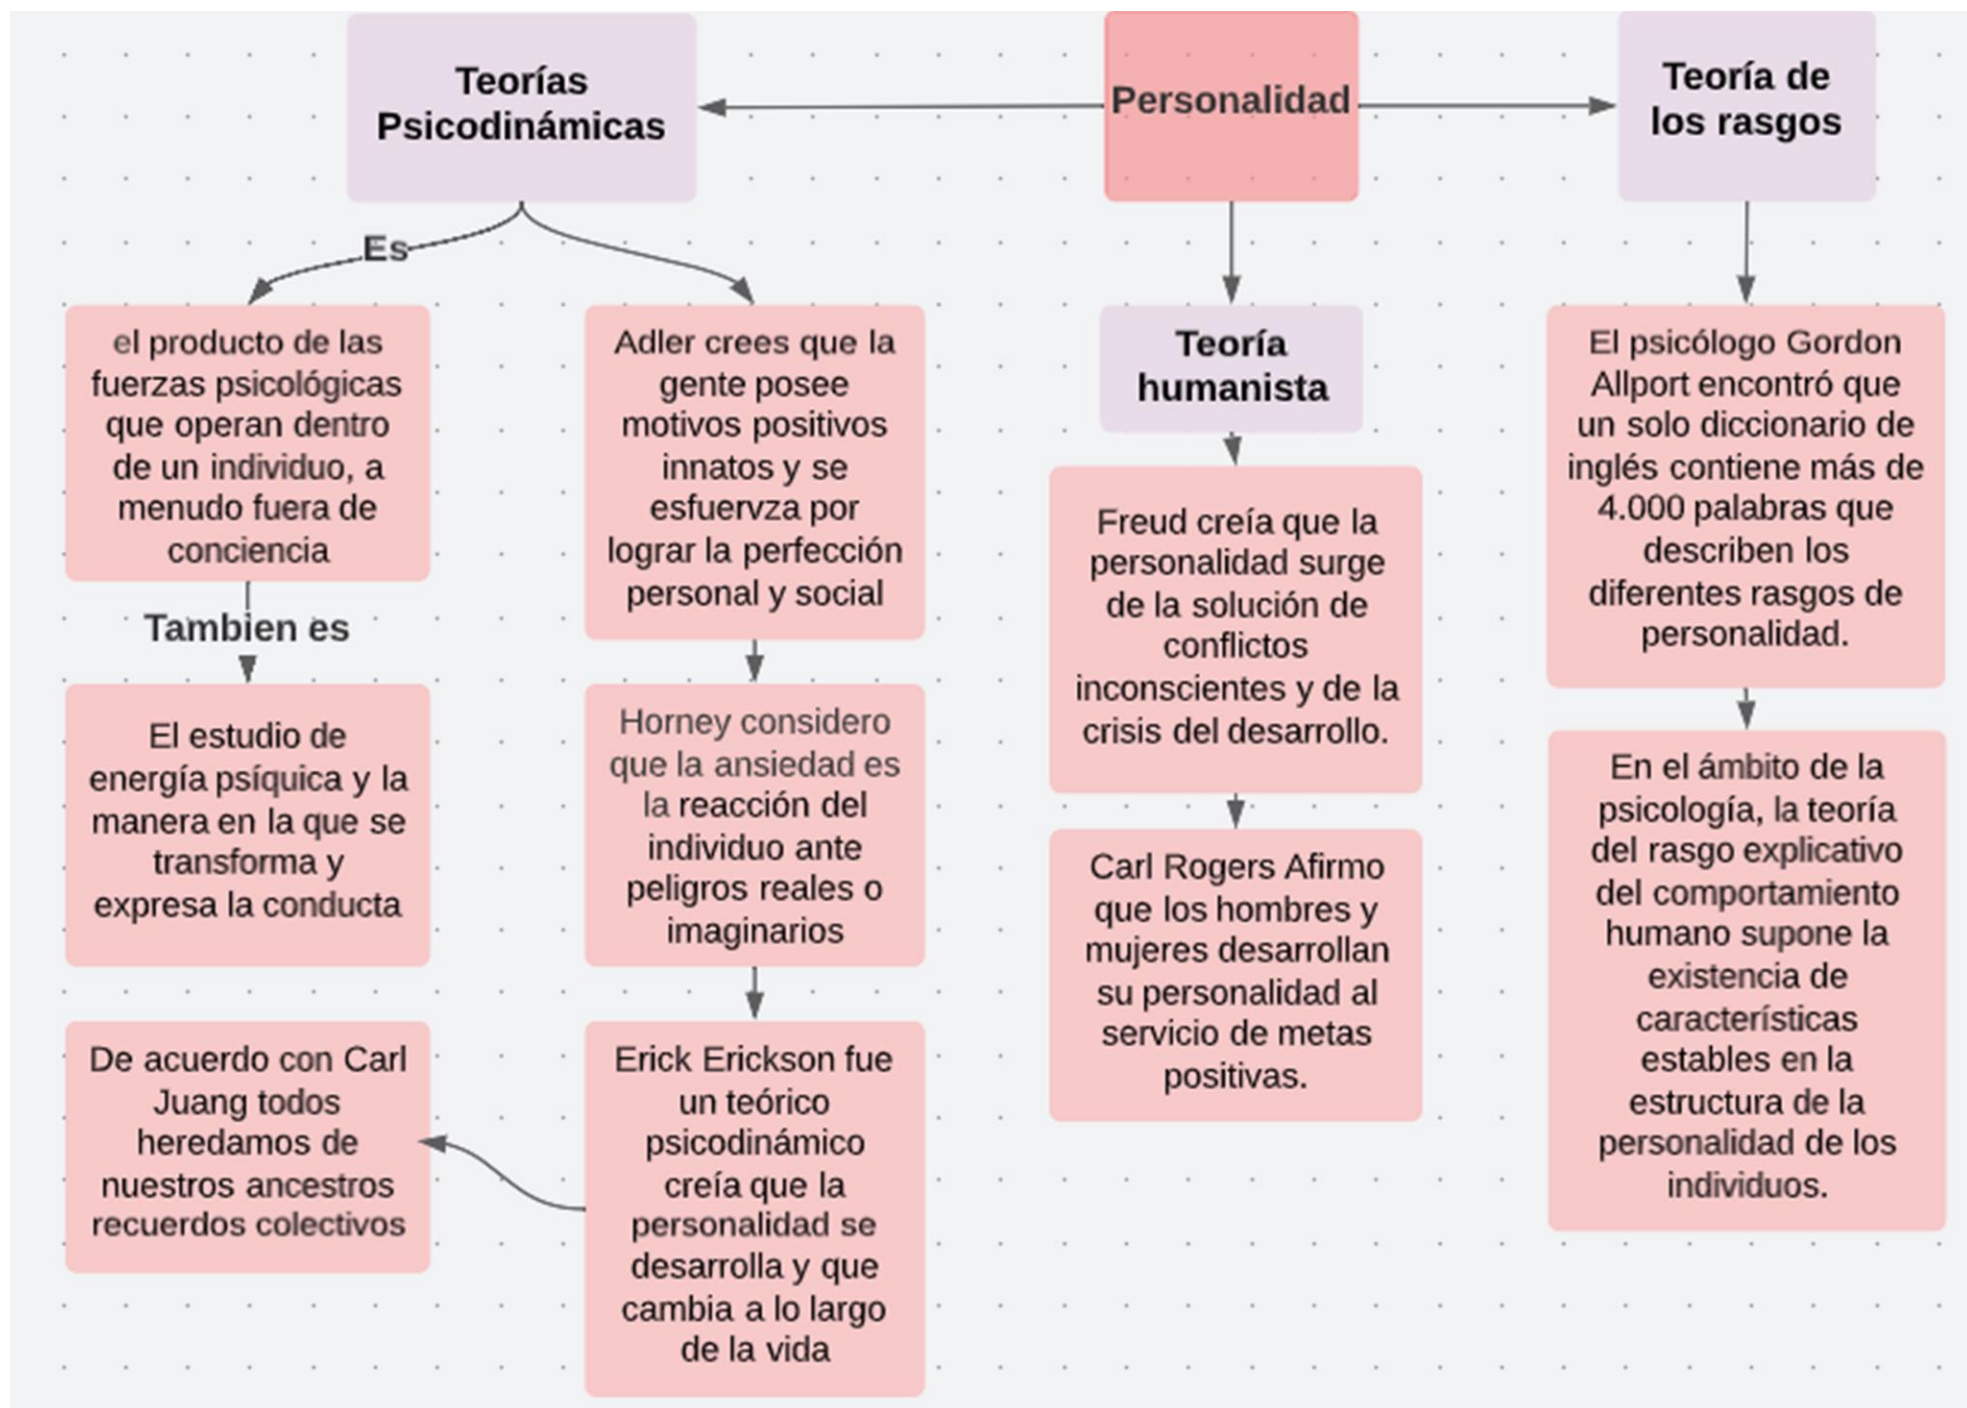 Teorías
Psicodinámicas
Personalidad
Teoría de
los rasgos
Es
el producto de las
fuerzas psicológicas
que operan dentro
de un individuo, a
menudo fuera de
conciencia
Tambien es
El estudio de
energía psíquica y la
manera en la que se
transforma y
expresa la conducta
Adler crees que la
gente posee
motivos positivos
innatos y se
esfuervza por
lograr la perfección
personal y social
Horney considero
que la ansiedad es
la reacción del
individuo ante
peligros reales o
imaginarios
Erick Erickson fue
un teórico
psicodinámico
creía que la
personalidad se
desarrolla y que
cambia a lo largo
de la vida
De acuerdo con Carl
Juang todos
heredamos de
nuestros ancestros
recuerdos colectivos
Teoría
humanista
Freud creía que la
personalidad surge
de la solución de
conflictos
inconscientes y de la
crisis del desarrollo.
Carl Rogers Afirmo
que los hombres y
mujeres desarrollan
su personalidad al
servicio de metas
positivas.
El psicólogo Gordon
Allport encontró que
un solo diccionario de
inglés contiene más de
4.000 palabras que
describen los
diferentes rasgos de
personalidad.
En el ámbito de la
psicología, la teoría
del rasgo explicativo
del comportamiento
humano supone la
existencia de
características
estables en la
estructura de la
personalidad de los
individuos.